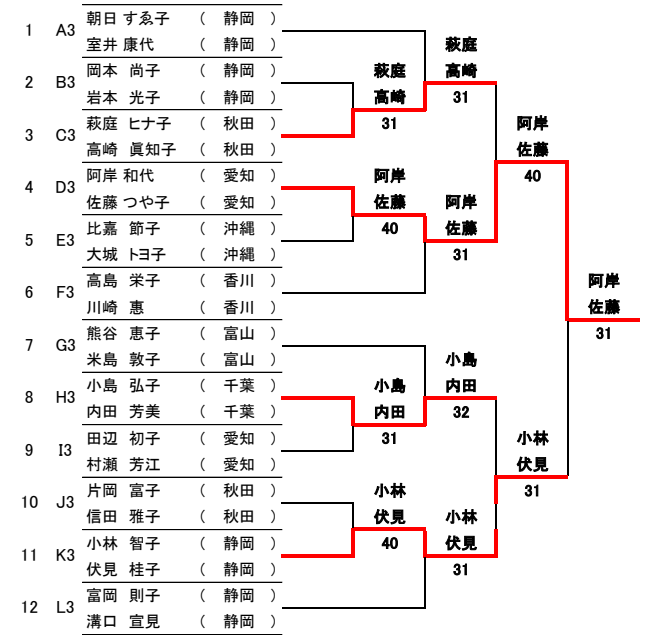 1 A3 朝日 すゑ子 ( 静岡 )
室井 康代 ( 静岡 )
2 B3 岡本 尚子 ( 静岡 )
岩本 光子 ( 静岡 )
3 C3 萩庭 ヒナ子 ( 秋田 )
高崎 眞知子 ( 秋田 )
4 D3 阿岸 和代 ( 愛知 )
佐藤 つや子 ( 愛知 )
5 E3 比嘉 節子 ( 沖縄 )
大城 トヨ子 ( 沖縄 )
6 F3 高島 栄子 ( 香川 )
川崎 惠 ( 香川 )
7 G3 熊谷 恵子 ( 富山 )
米島 敦子 ( 富山 )
8 H3 小島 弘子 ( 千葉 )
内田 芳美 ( 千葉 )
9 I3 田辺 初子 ( 愛知 )
村瀬 芳江 ( 愛知 )
10 J3 片岡 富子 ( 秋田 )
信田 雅子 ( 秋田 )
11 K3 小林 智子 ( 静岡 )
伏見 桂子 ( 静岡 )
12 L3 富岡 則子 ( 静岡 )
溝口 宣見 ( 静岡 )
萩庭
高崎
31
阿岸
佐藤
40
小島
内田
31
小林
伏見
40
萩庭
高崎
31
阿岸
佐藤
31
小島
内田
32
小林
伏見
31
阿岸
佐藤
40
小林
伏見
31
阿岸
佐藤
31